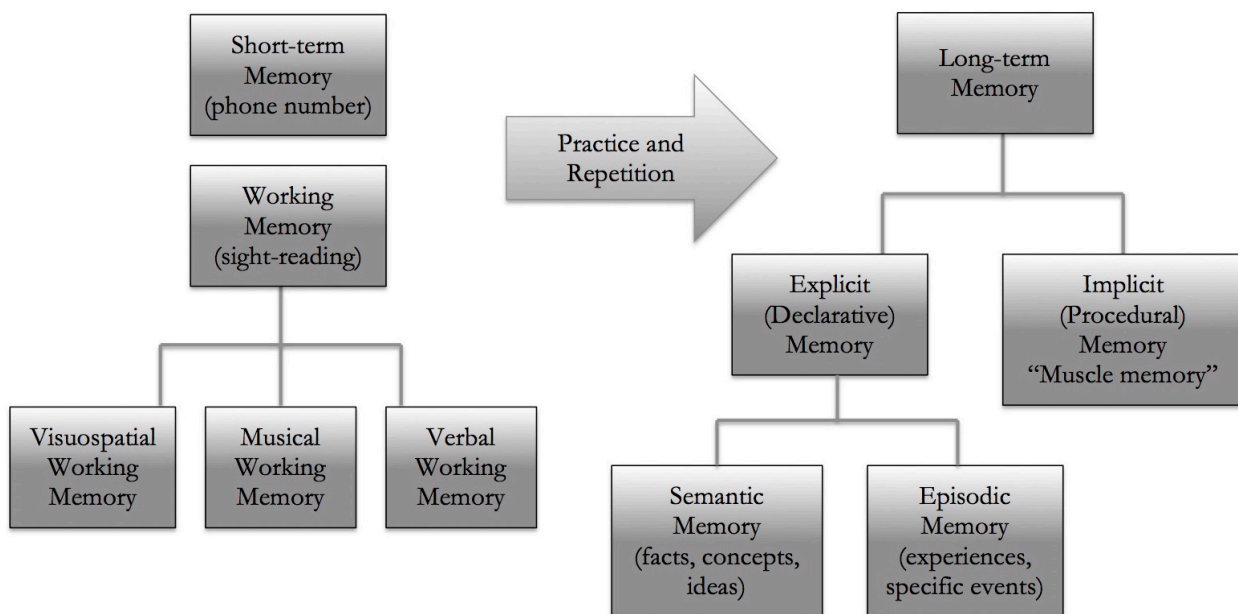 Short-term
Memory
(phone number)
Working
Memory
(sight-reading)
Visuospatial
Working
Memory
Musical
Working
Memory
Verbal
Working
Memory
Practice and
Repetition
Long-term
Memory
Explicit
(Declarative)
Memory
Implicit
(Procedural)
Memory
“Muscle memory”
Semantic
Memory
(facts, concepts,
ideas)
Episodic
Memory
(experiences,
specific events)